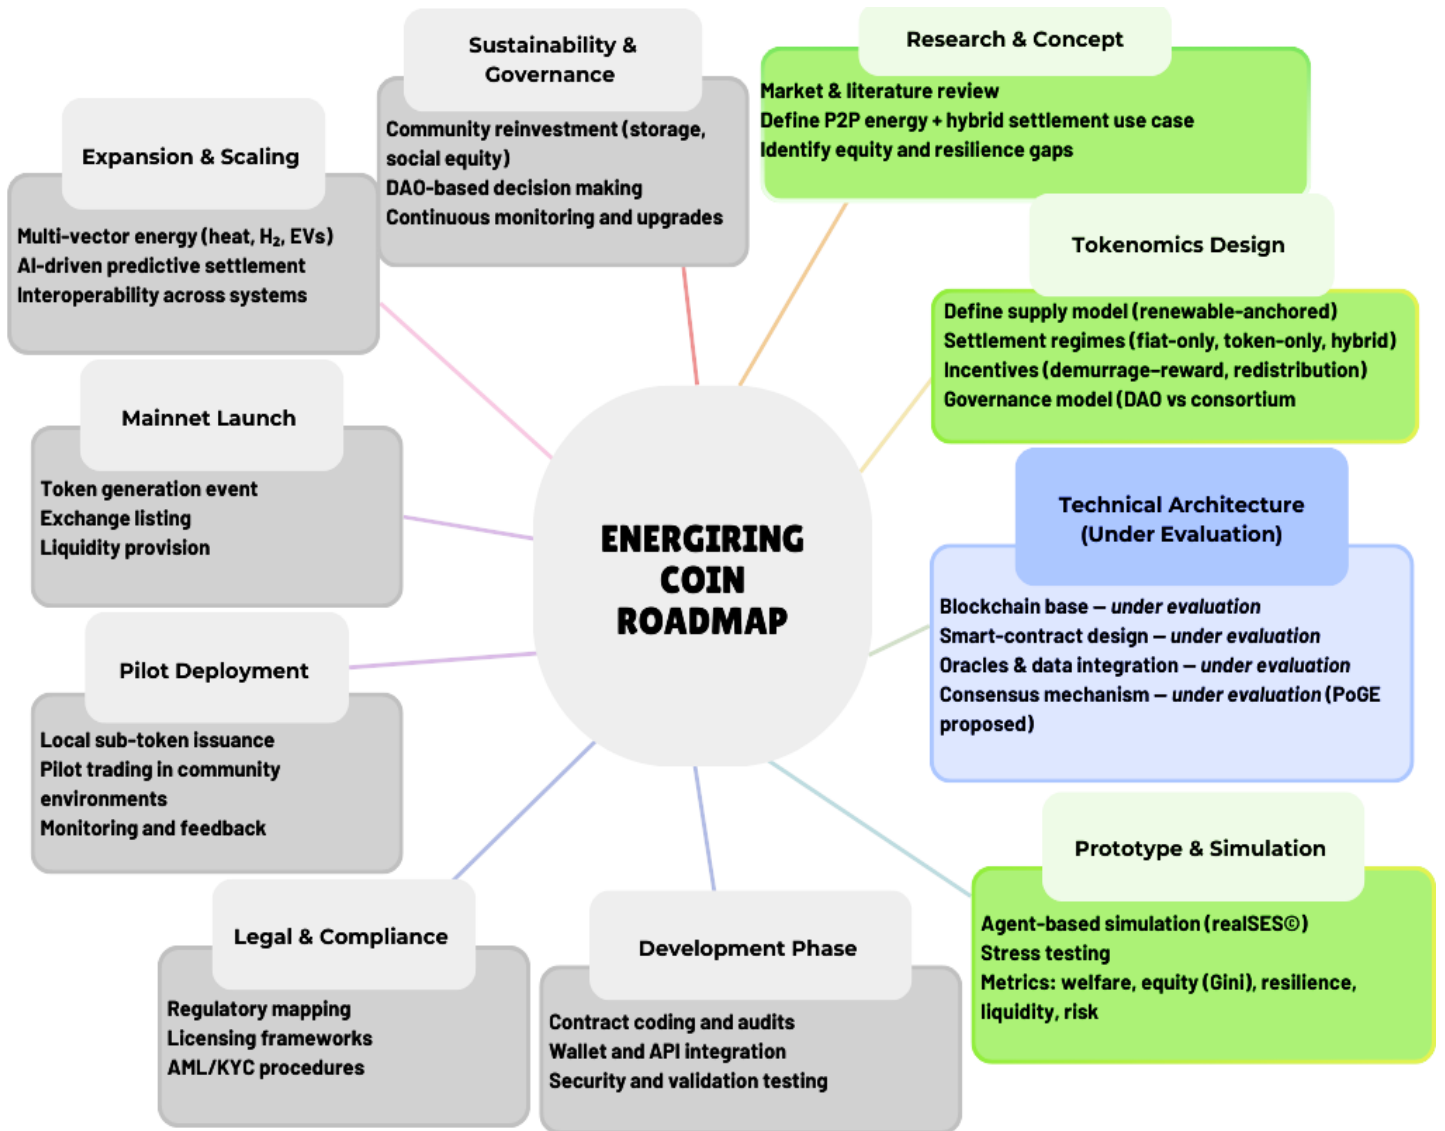 ENERGIRING
COIN
ROADMAP
Research & Concept
Market & literature review
Define P2P energy + hybrid settlement use case
Identify equity and resilience gaps
Tokenomics Design
Define supply model (renewable-anchored)
Settlement regimes (fiat-only, token-only, hybrid)
Incentives (demurrage–reward, redistribution)
Governance model (DAO vs consortium
Technical Architecture
(Under Evaluation)
Blockchain base — under evaluation
Smart-contract design — under evaluation
Oracles & data integration — under evaluation
Consensus mechanism — under evaluation (PoGE
proposed)
Prototype & Simulation
Agent-based simulation (realSES©)
Stress testing
Metrics: welfare, equity (Gini), resilience,
liquidity, risk
Development Phase
Contract coding and audits
Wallet and API integration
Security and validation testing
Legal & Compliance
Regulatory mapping
Licensing frameworks
AML/KYC procedures
Pilot Deployment
Local sub-token issuance
Pilot trading in community
environments
Monitoring and feedback
Mainnet Launch
Token generation event
Exchange listing
Liquidity provision
Expansion & Scaling
Multi-vector energy (heat, H₂, EVs)
AI-driven predictive settlement
Interoperability across systems
Sustainability &
Governance
Community reinvestment (storage,
social equity)
DAO-based decision making
Continuous monitoring and upgrades